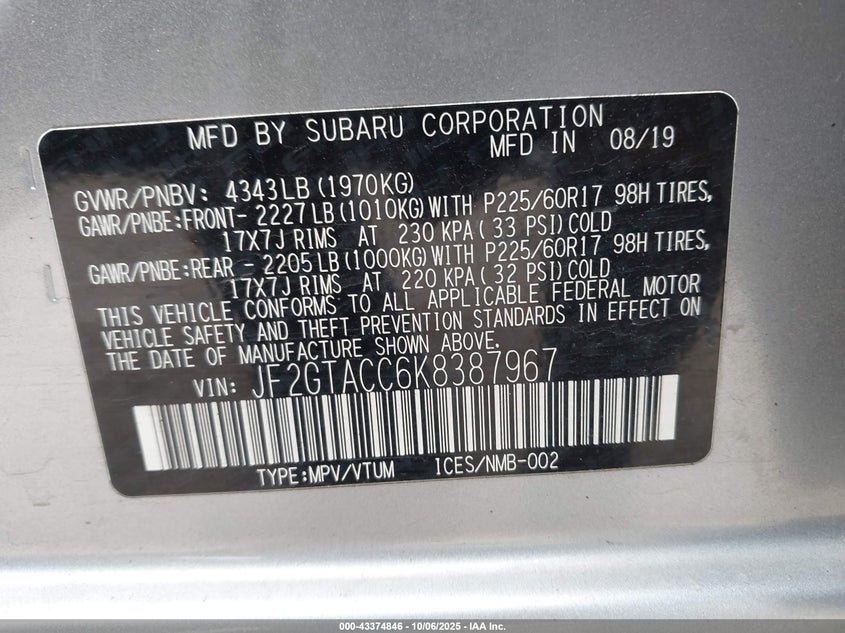 MFD BY SUBARU CORPORATION
MFD IN 08/19
GVWR/PNBV: 4343LB (1970KG)
GAWR/PNBE:FRONT- 2227LB(1010KG)WITH P225/60R17 98H TIRES,
17X7J RIMS AT 230 KPA( 33 PSI)COLD
GAWR/PNBE:REAR - 2205LB(1000KG)WITH P225/60R17 98H TIRES,
17X7J RIMS AT 220 KPA( 32 PSI)COLD
THIS VEHICLE CONFORMS TO ALL APPLICABLE FEDERAL MOTOR
VEHICLE SAFETY AND THEFT PREVENTION STANDARDS IN EFFECT ON
THE DATE OF MANUFACTURE SHOWN ABOVE.
VIN: JF2GTACC6K8387967
TYPE:MPV/VTUM ICES/NMB-002
000-43374846 - 10/06/2025 - IAA Inc.